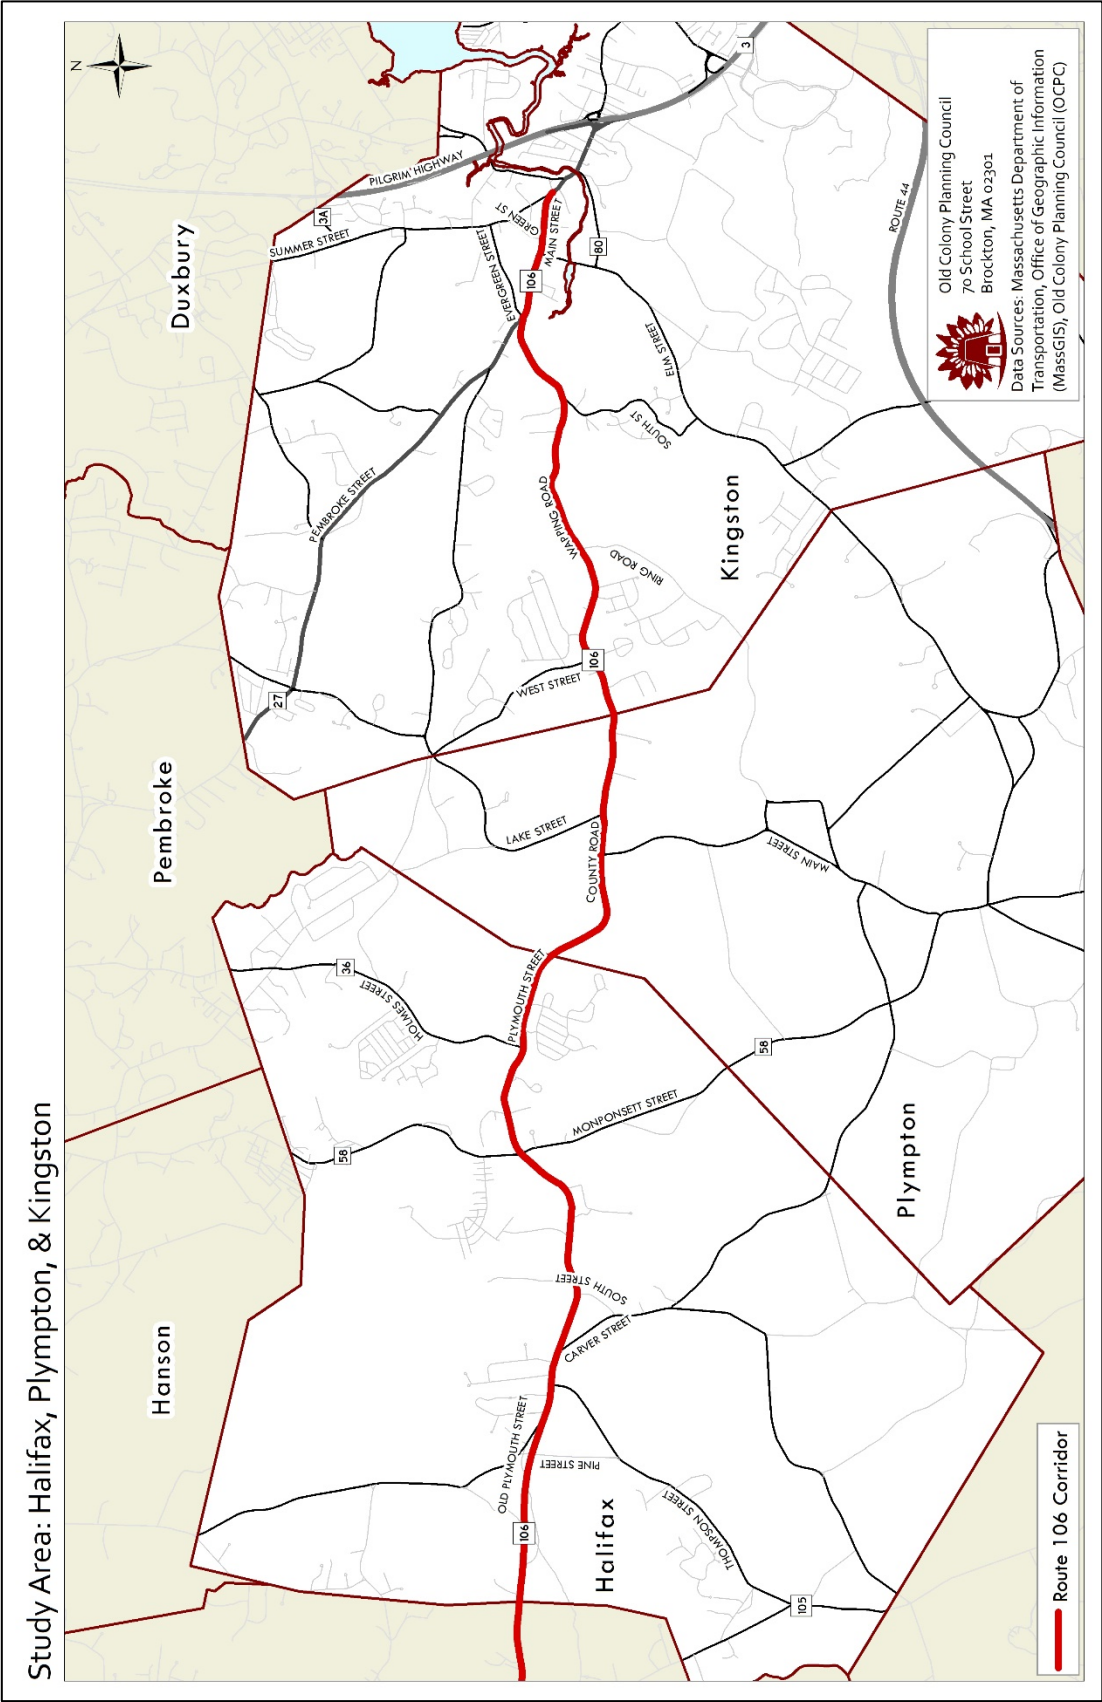 Study Area: Halifax, Plympton, & Kingston
N
Hanson
Pembroke
Duxbury
Halifax
Plympton
Kingston
OLD PLYMOUTH STREET
106
PINE STREET
THOMPSON STREET
105
CARVER STREET
SOUTH STREET
58
MONPONSETT STREET
58
HOLMES STREET
36
PLYMOUTH STREET
COUNTY ROAD
LAKE STREET
MAIN STREET
WEST STREET
106
27
PEMBROKE STREET
WAPPING ROAD
RING ROAD
SOUTH ST
ELM STREET
EVERGREEN STREET
106
MAIN STREET
GREEN ST
80
SUMMER STREET
3A
PILGRIM HIGHWAY
3
ROUTE 44
Route 106 Corridor
Old Colony Planning Council
70 School Street
Brockton, MA 02301
Data Sources: Massachusetts Department of
Transportation, Office of Geographic Information
(MassGIS), Old Colony Planning Council (OCPC)